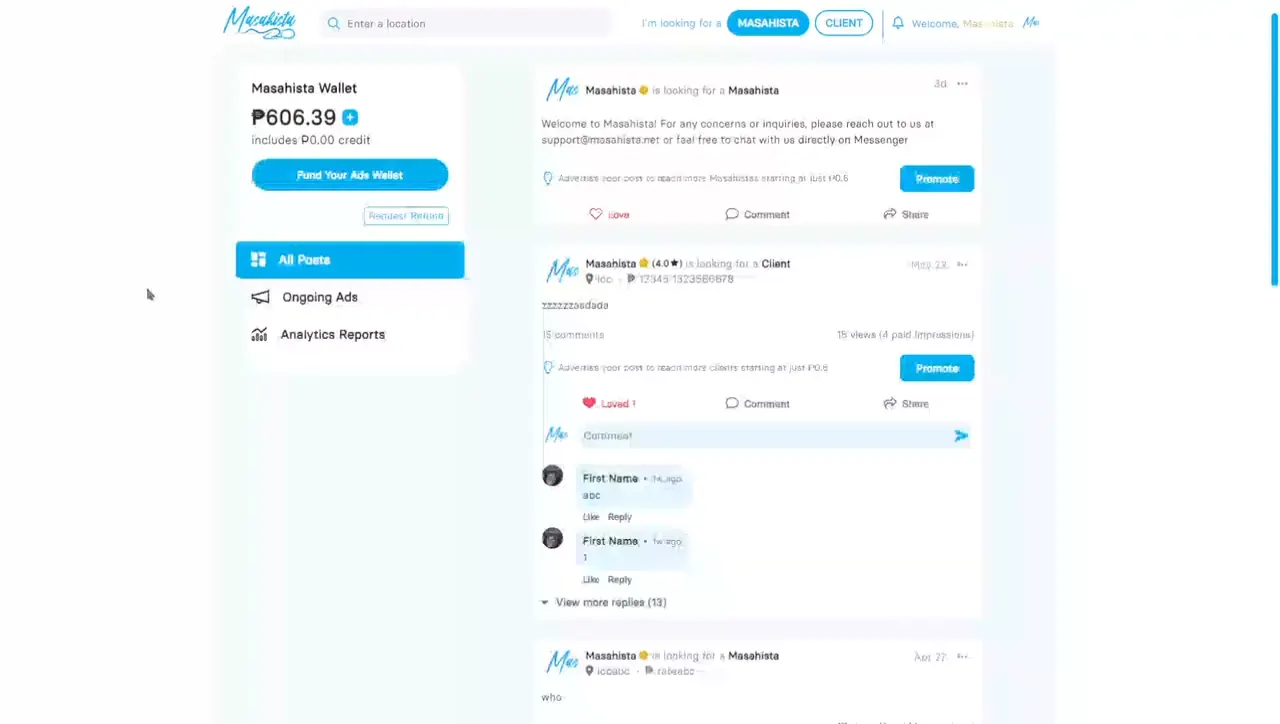 Masahista
Enter a location
I'm looking for a MASAHISTA CLIENT
Welcome, Masahista
Masahista Wallet
₱606.39
includes ₱0.00 credit
Fund Your Ads Wallet
Request Refund
All Posts
Ongoing Ads
Analytics Reports
Masahista is looking for a Masahista
3d
Welcome to Masahista! For any concerns or inquiries, please reach out to us at
support@masahista.net or feel free to chat with us directly on Messenger
Advertise your post to reach more Masahistas starting at just ₱0.6
Promote
Love Comment Share
Masahista (4.0★) is looking for a Client
May 23
zzzzzzasdada
15 comments
15 views (4 paid impressions)
Advertise your post to reach more clients starting at just ₱0.6
Promote
Loved 1 Comment Share
Comment
First Name • 1w ago
abc
Like Reply
First Name • 1w ago
1
Like Reply
View more replies (13)
Masahista is looking for a Masahista
Apr 27
who